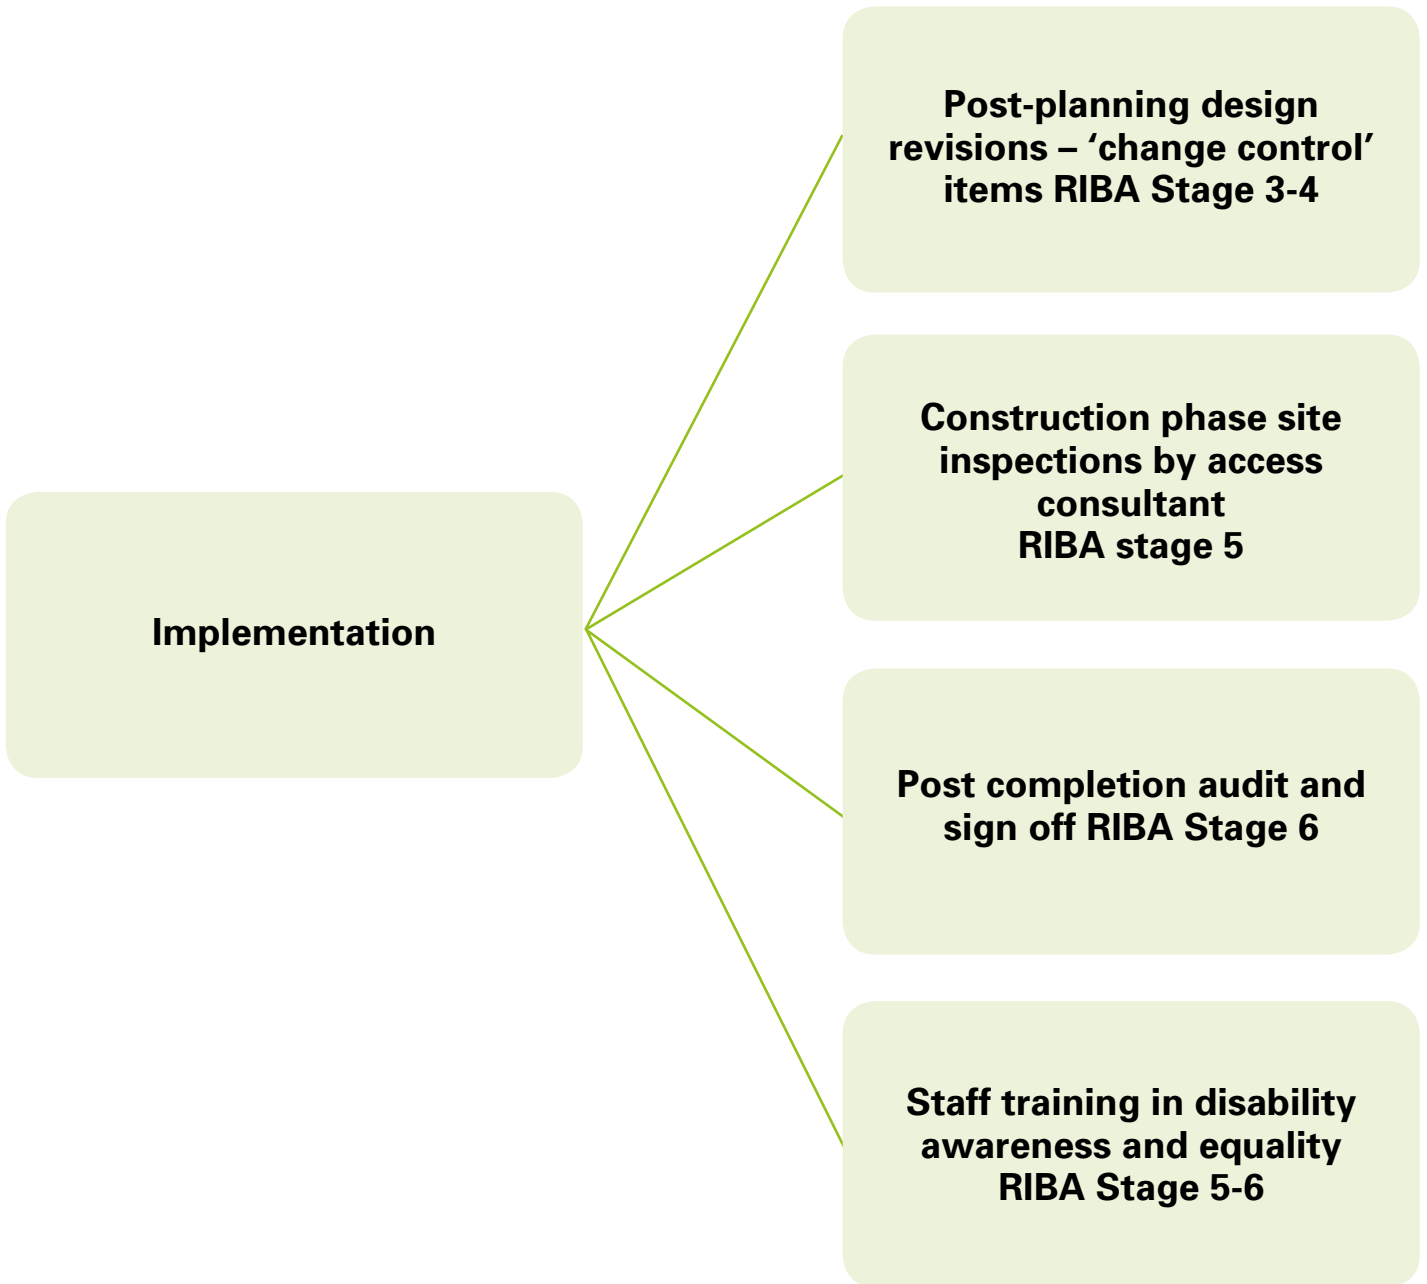 Implementation
Post-planning design
revisions – ‘change control’
items RIBA Stage 3-4
Construction phase site
inspections by access
consultant
RIBA stage 5
Post completion audit and
sign off RIBA Stage 6
Staff training in disability
awareness and equality
RIBA Stage 5-6